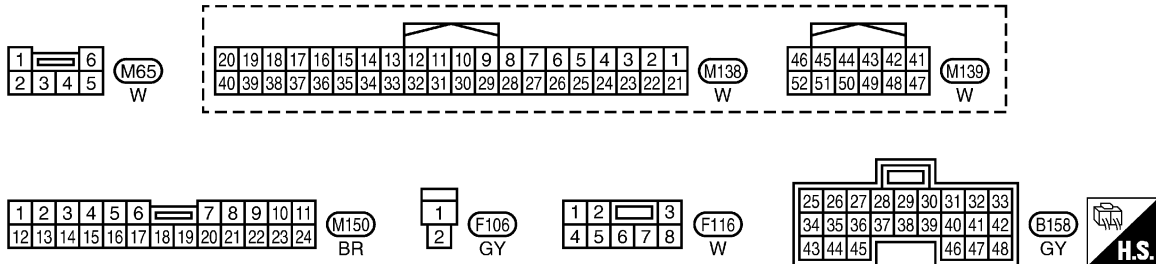 1 6
2 3 4 5
M65
W
20 19 18 17 16 15 14 13 12 11 10 9 8 7 6 5 4 3 2 1
40 39 38 37 36 35 34 33 32 31 30 29 28 27 26 25 24 23 22 21
M138
W
46 45 44 43 42 41
52 51 50 49 48 47
M139
W
1 2 3 4 5 6 7 8 9 10 11
12 13 14 15 16 17 18 19 20 21 22 23 24
M150
BR
1
2
F106
GY
1 2 3
4 5 6 7 8
F116
W
25 26 27 28 29 30 31 32 33
34 35 36 37 38 39 40 41 42
43 44 45 46 47 48
B158
GY
H.S.